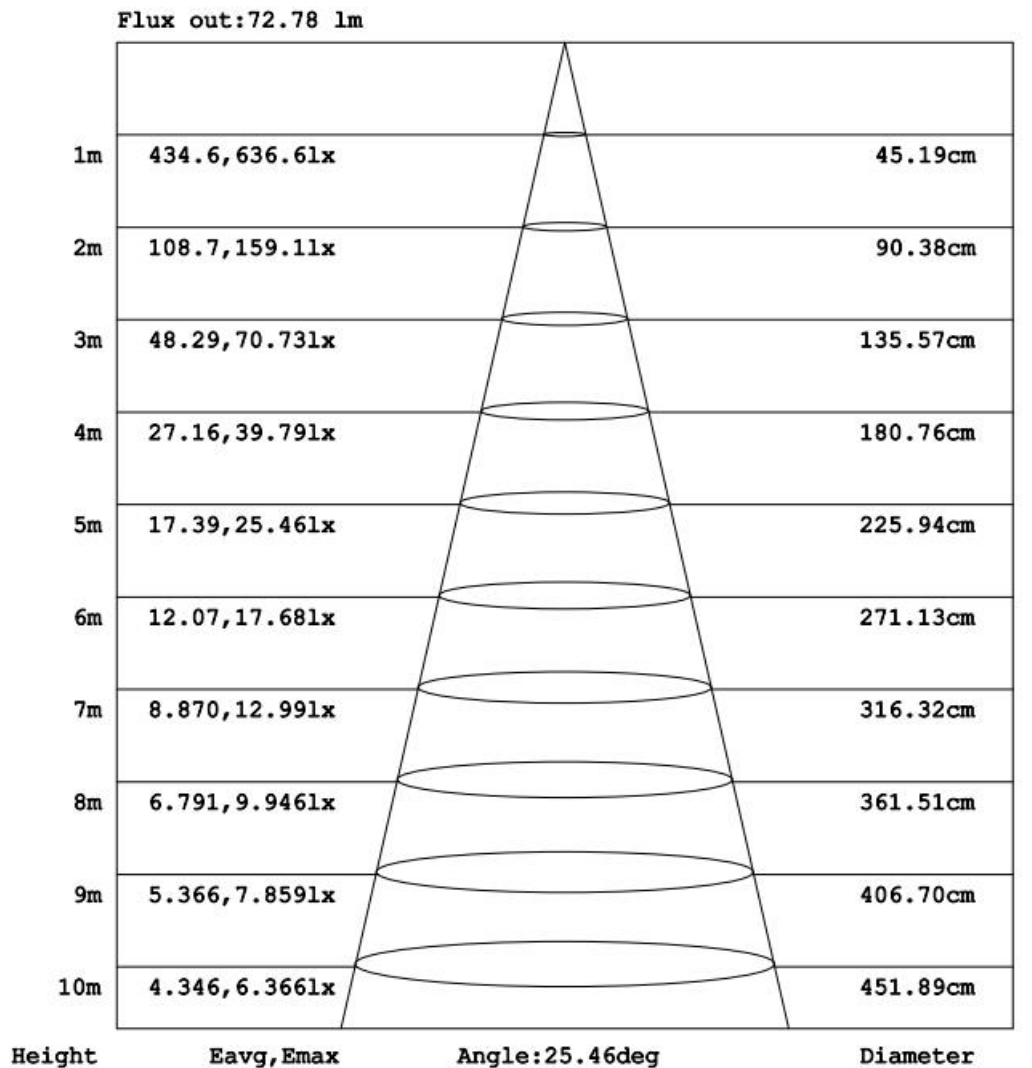 Flux out:72.78 lm
1m 434.6,636.6lx 45.19cm
2m 108.7,159.1lx 90.38cm
3m 48.29,70.73lx 135.57cm
4m 27.16,39.79lx 180.76cm
5m 17.39,25.46lx 225.94cm
6m 12.07,17.68lx 271.13cm
7m 8.870,12.99lx 316.32cm
8m 6.791,9.946lx 361.51cm
9m 5.366,7.859lx 406.70cm
10m 4.346,6.366lx 451.89cm
Height Eavg,Emax Angle:25.46deg Diameter